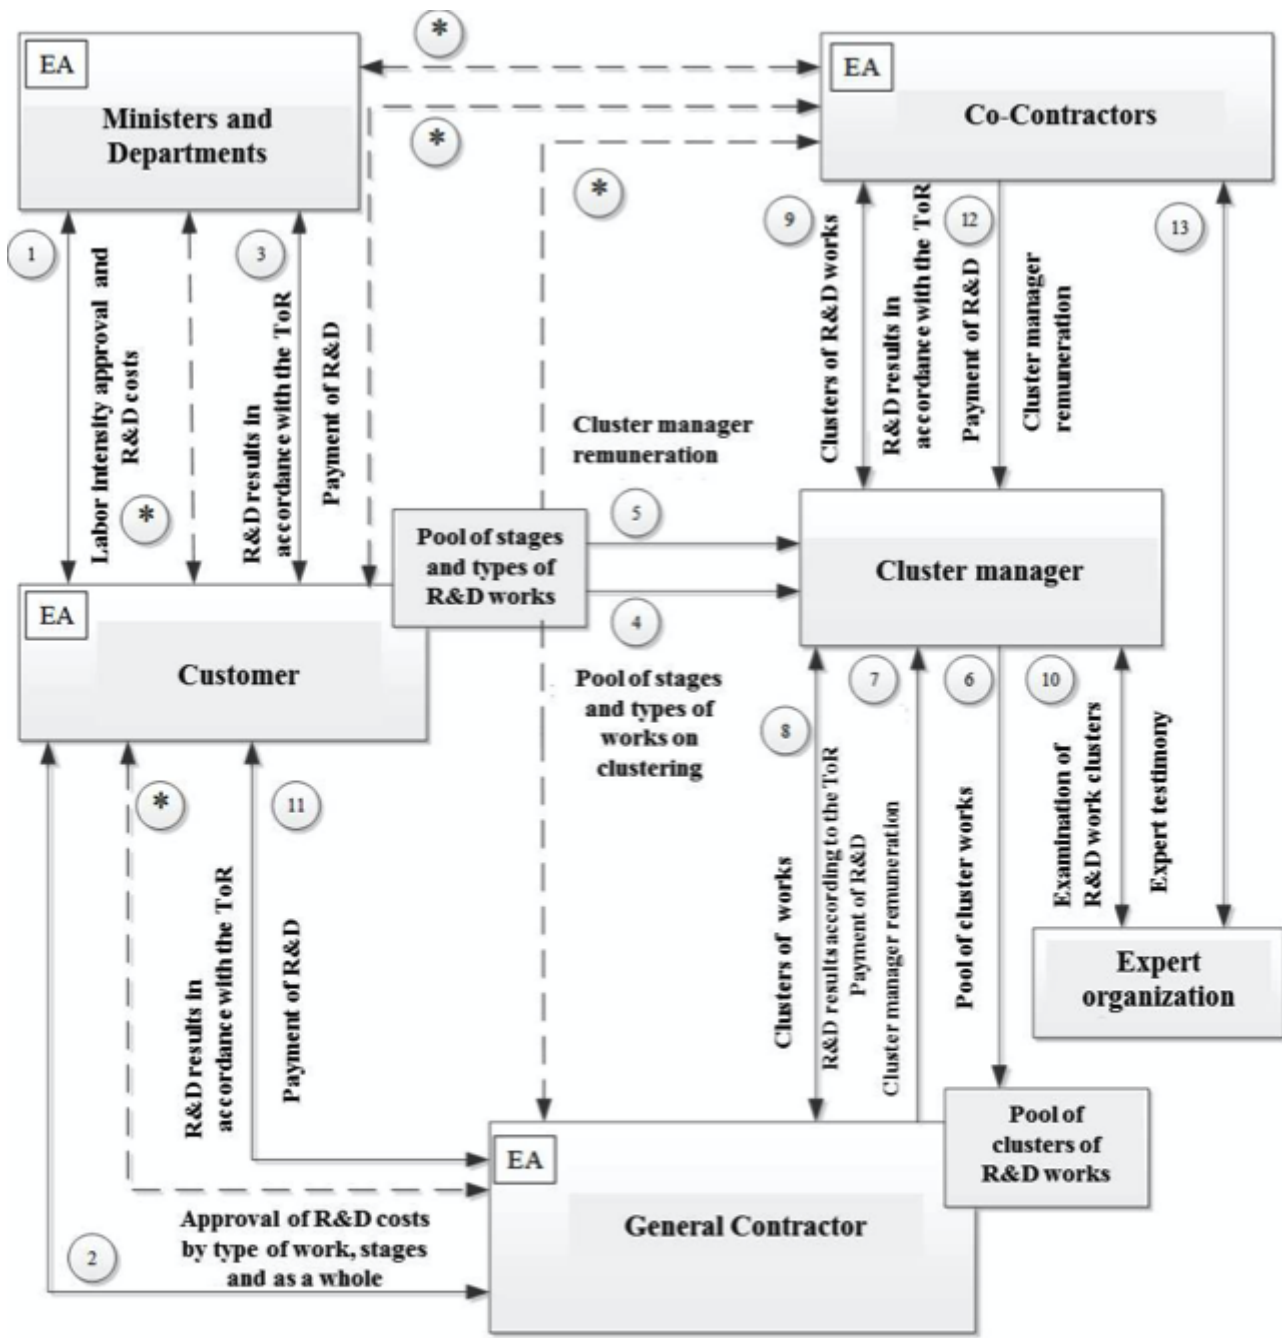 *
EA
Ministers and
Departments
EA
Co-Contractors
*
*
1
Labor intensity approval and
R&D costs
*
3
R&D results in
accordance with the ToR
Payment of R&D
9
Clusters of R&D works
R&D results in
accordance with the ToR
12
Payment of R&D
Cluster manager
remuneration
13
Cluster manager
remuneration
5
Pool of stages
and types of
R&D works
4
Cluster manager
EA
Customer
Pool of stages
and types of
works on
clustering
*
11
R&D results in
accordance with the ToR
Payment of R&D
8
Clusters of works
R&D results according to the ToR
Payment of R&D
7
Cluster manager remuneration
6
Pool of cluster works
10
Examination of
R&D work clusters
Expert testimony
Expert
organization
Pool of
clusters of
R&D works
EA
General Contractor
Approval of R&D costs
by type of work, stages
and as a whole
2